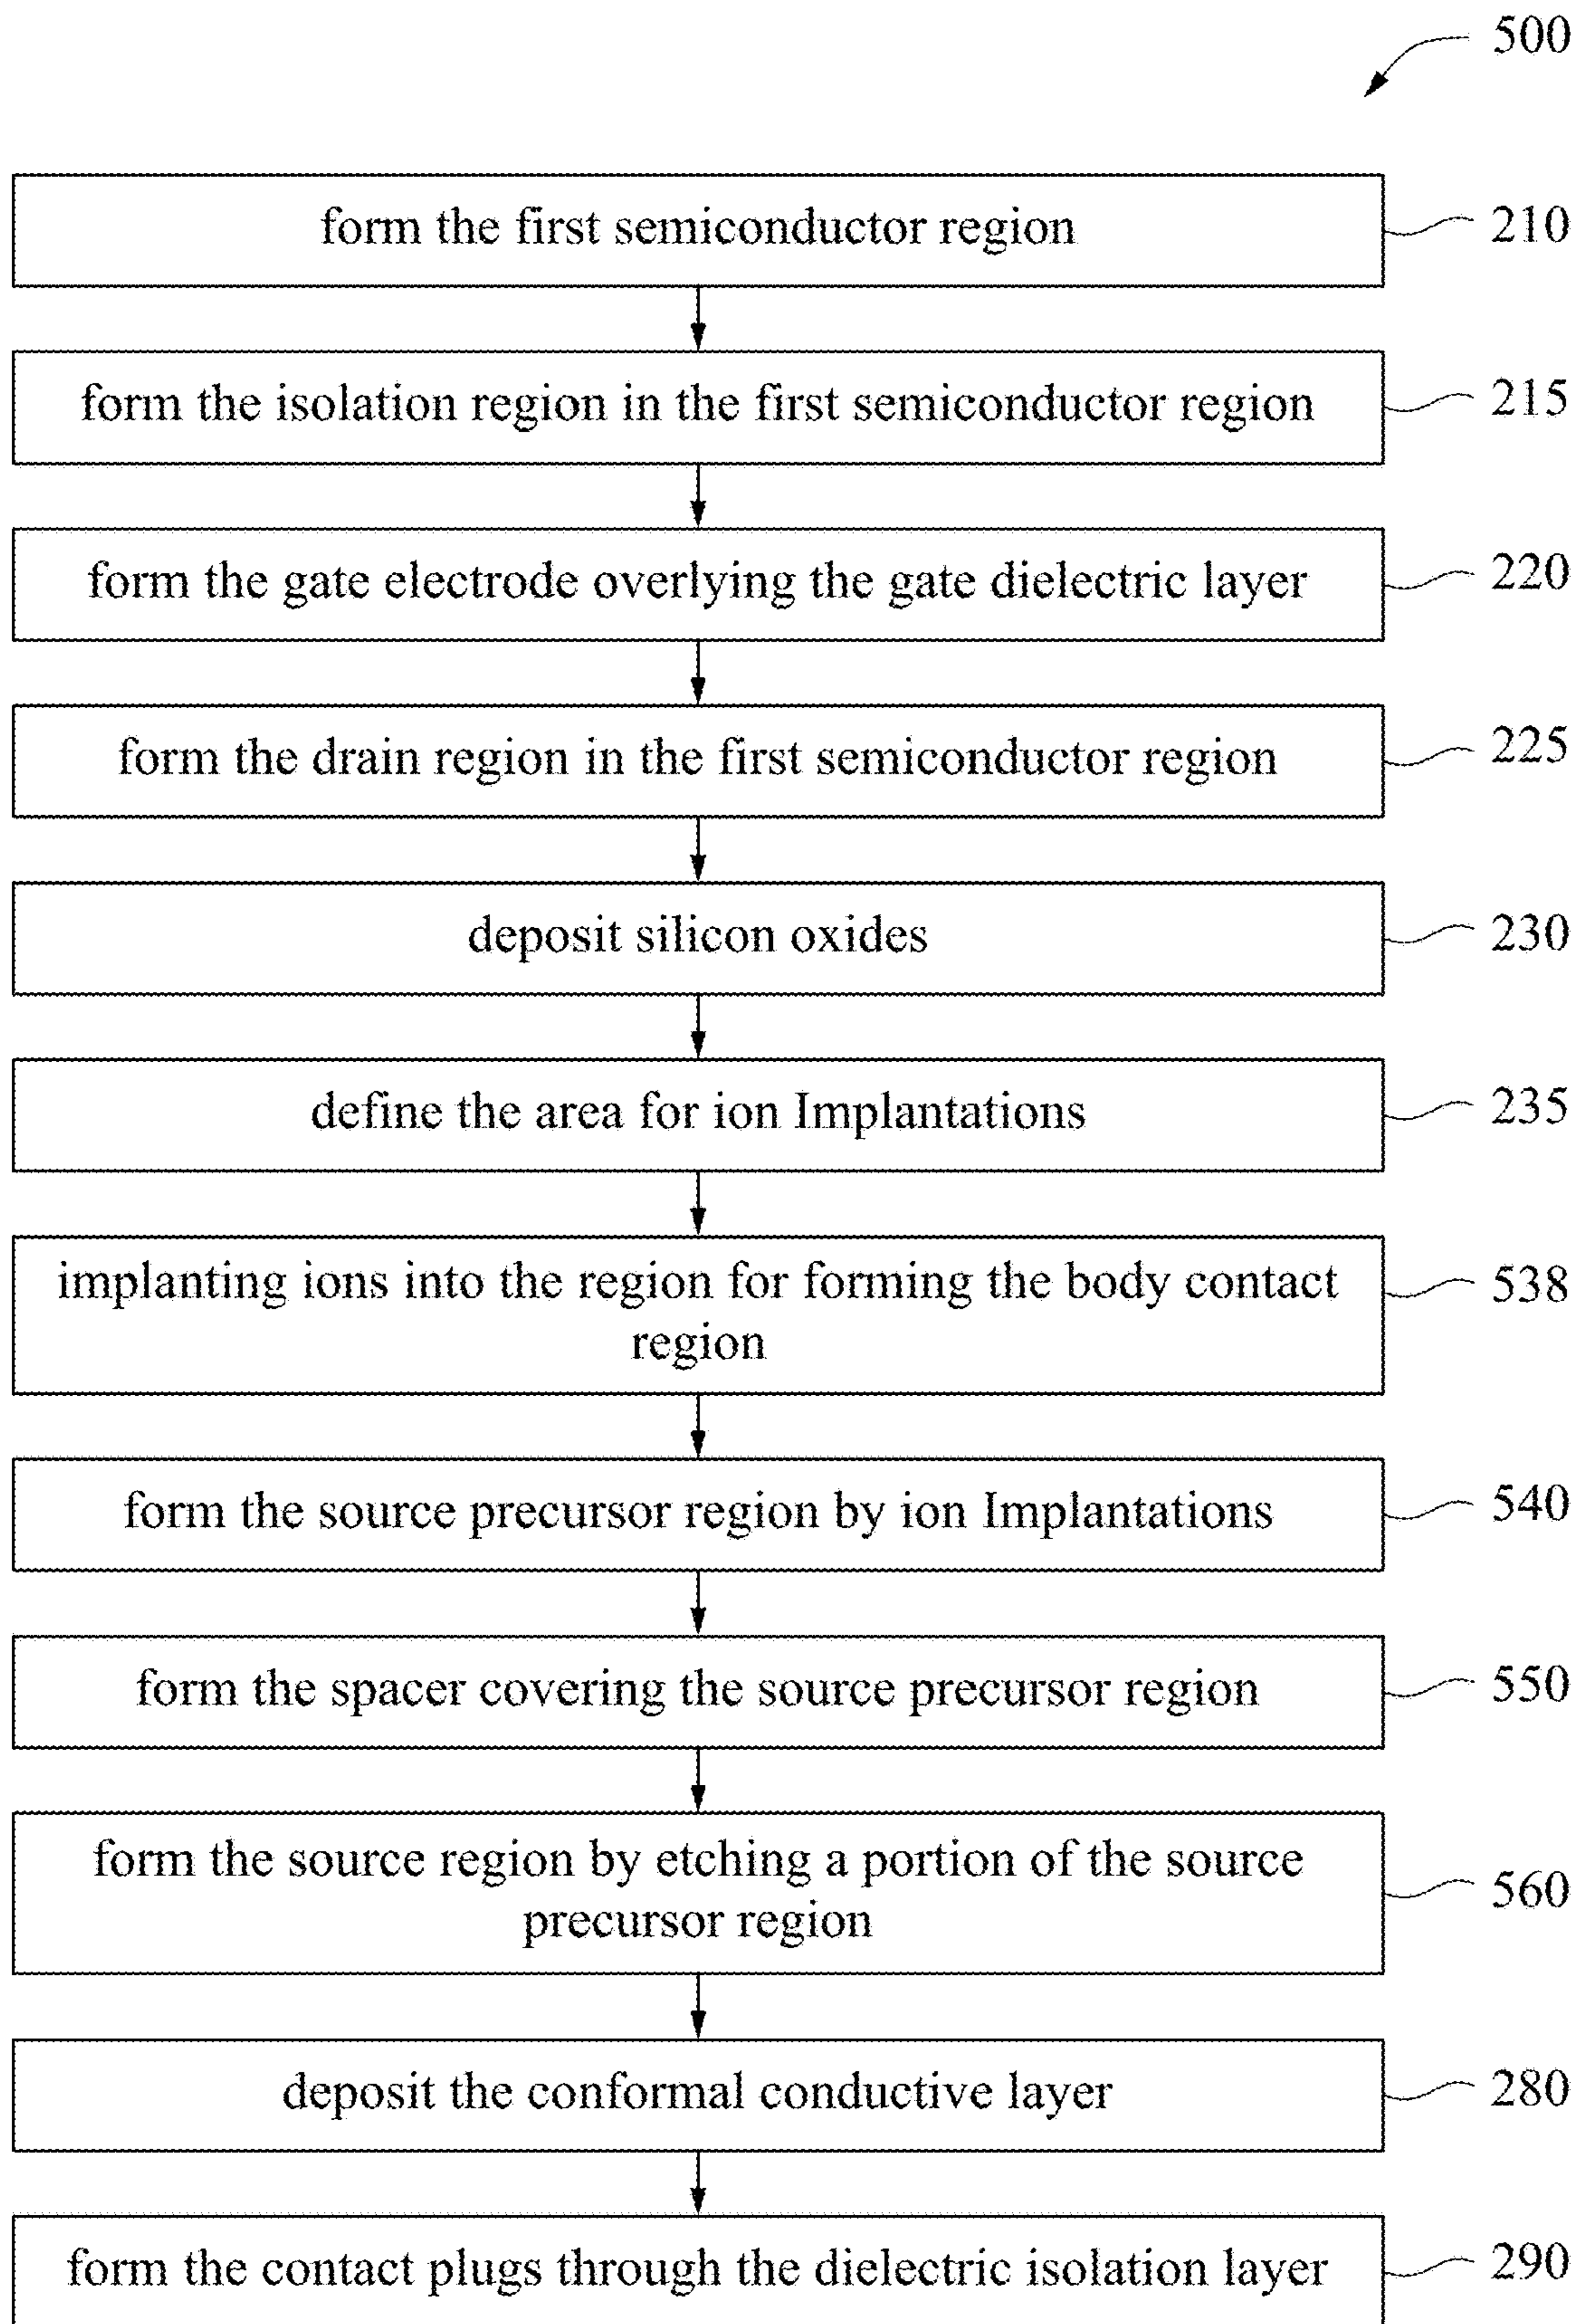 500
form the first semiconductor region
210
form the isolation region in the first semiconductor region
215
form the gate electrode overlying the gate dielectric layer
220
form the drain region in the first semiconductor region
225
deposit silicon oxides
230
define the area for ion Implantations
235
implanting ions into the region for forming the body contact
region
538
form the source precursor region by ion Implantations
540
form the spacer covering the source precursor region
550
form the source region by etching a portion of the source
precursor region
560
deposit the conformal conductive layer
280
form the contact plugs through the dielectric isolation layer
290